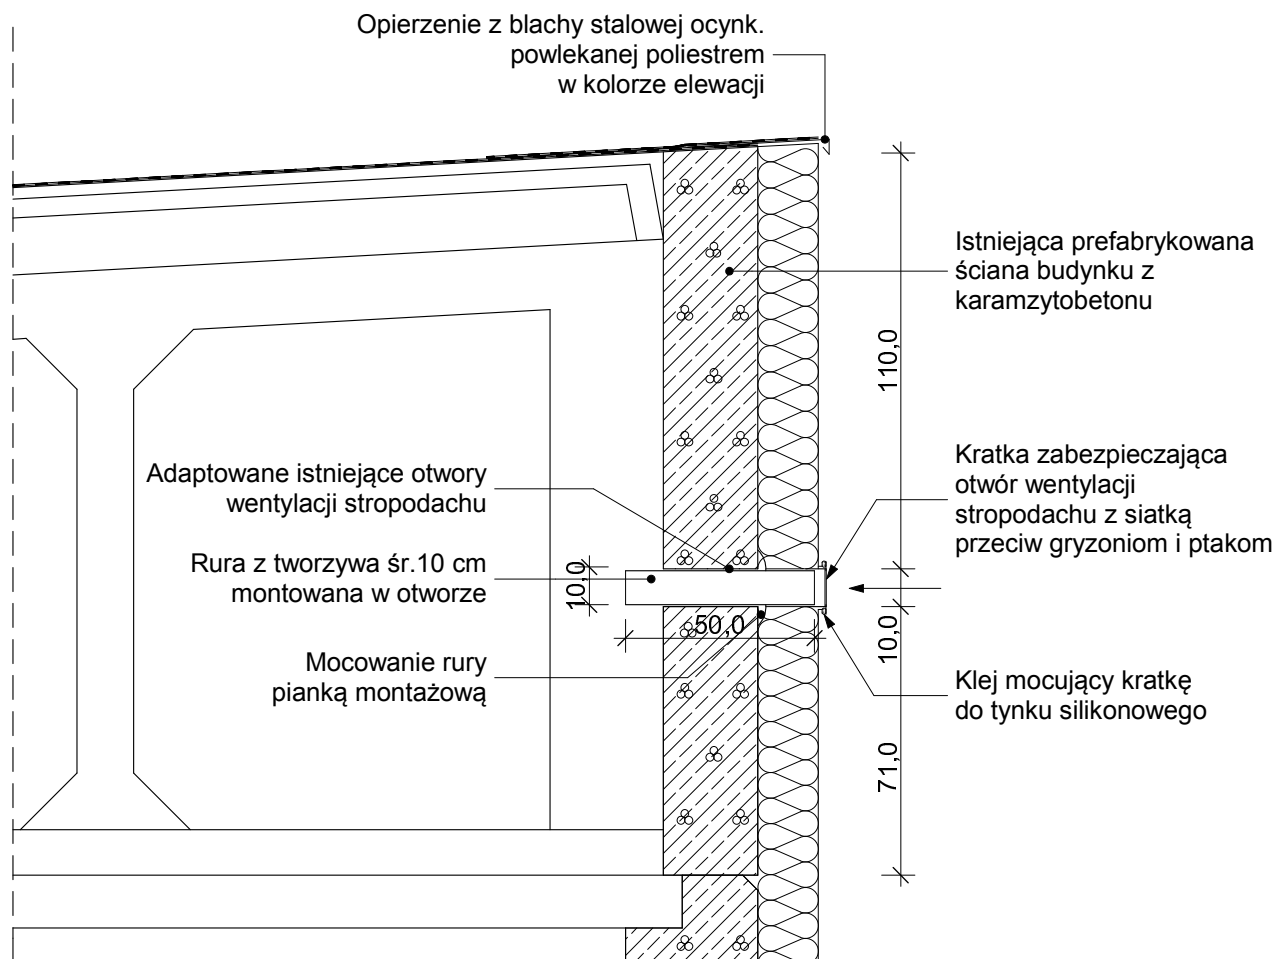 Opierzenie z blachy stalowej ocynk.
powlekanej poliestrem
w kolorze elewacji
Istniejąca prefabrykowana
ściana budynku z
karamzytobetonu
110,0
Adaptowane istniejące otwory
wentylacji stropodachu
Kratka zabezpieczająca
otwór wentylacji
stropodachu z siatką
przeciw gryzoniom i ptakom
Rura z tworzywa śr.10 cm
montowana w otworze
10,0
50,0
10,0
Mocowanie rury
pianką montażową
Klej mocujący kratkę
do tynku silikonowego
71,0